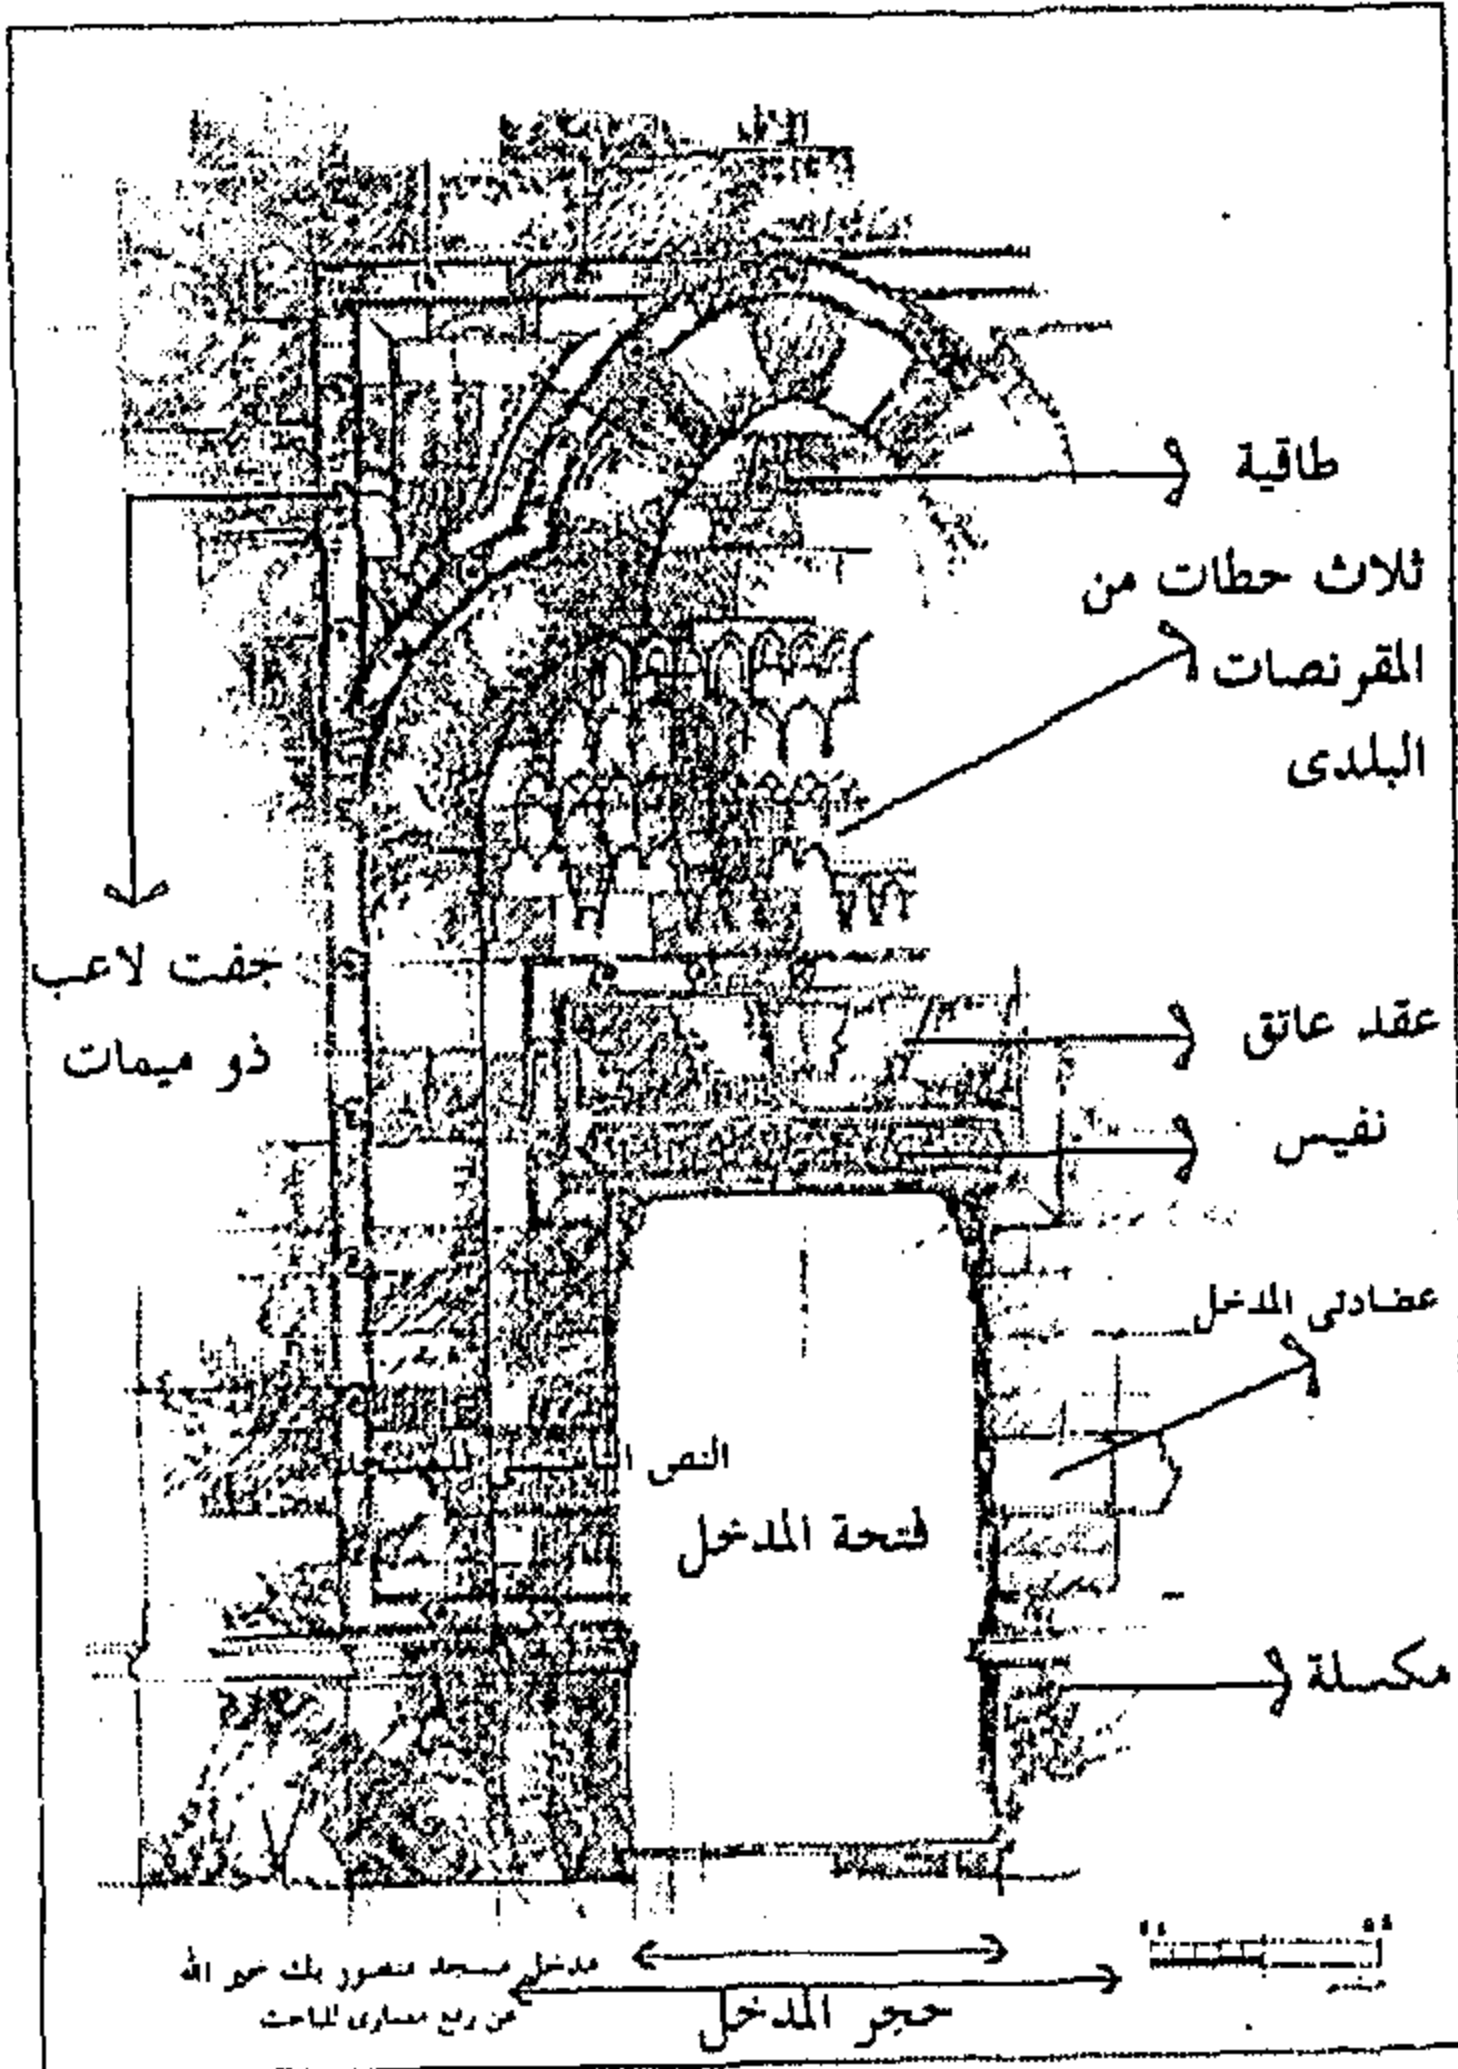 طاقية
ثلاث حطات من
المقرنصات
البلدى
جفت لاعب
ذو ميمات
عقد عاتق
نفيس
عضادتى المدخل
النص
فتحة المدخل
مكسلة
مدخل مسجد منصور بك خير الله
عن رفع معمارى للباحث
حجر المدخل